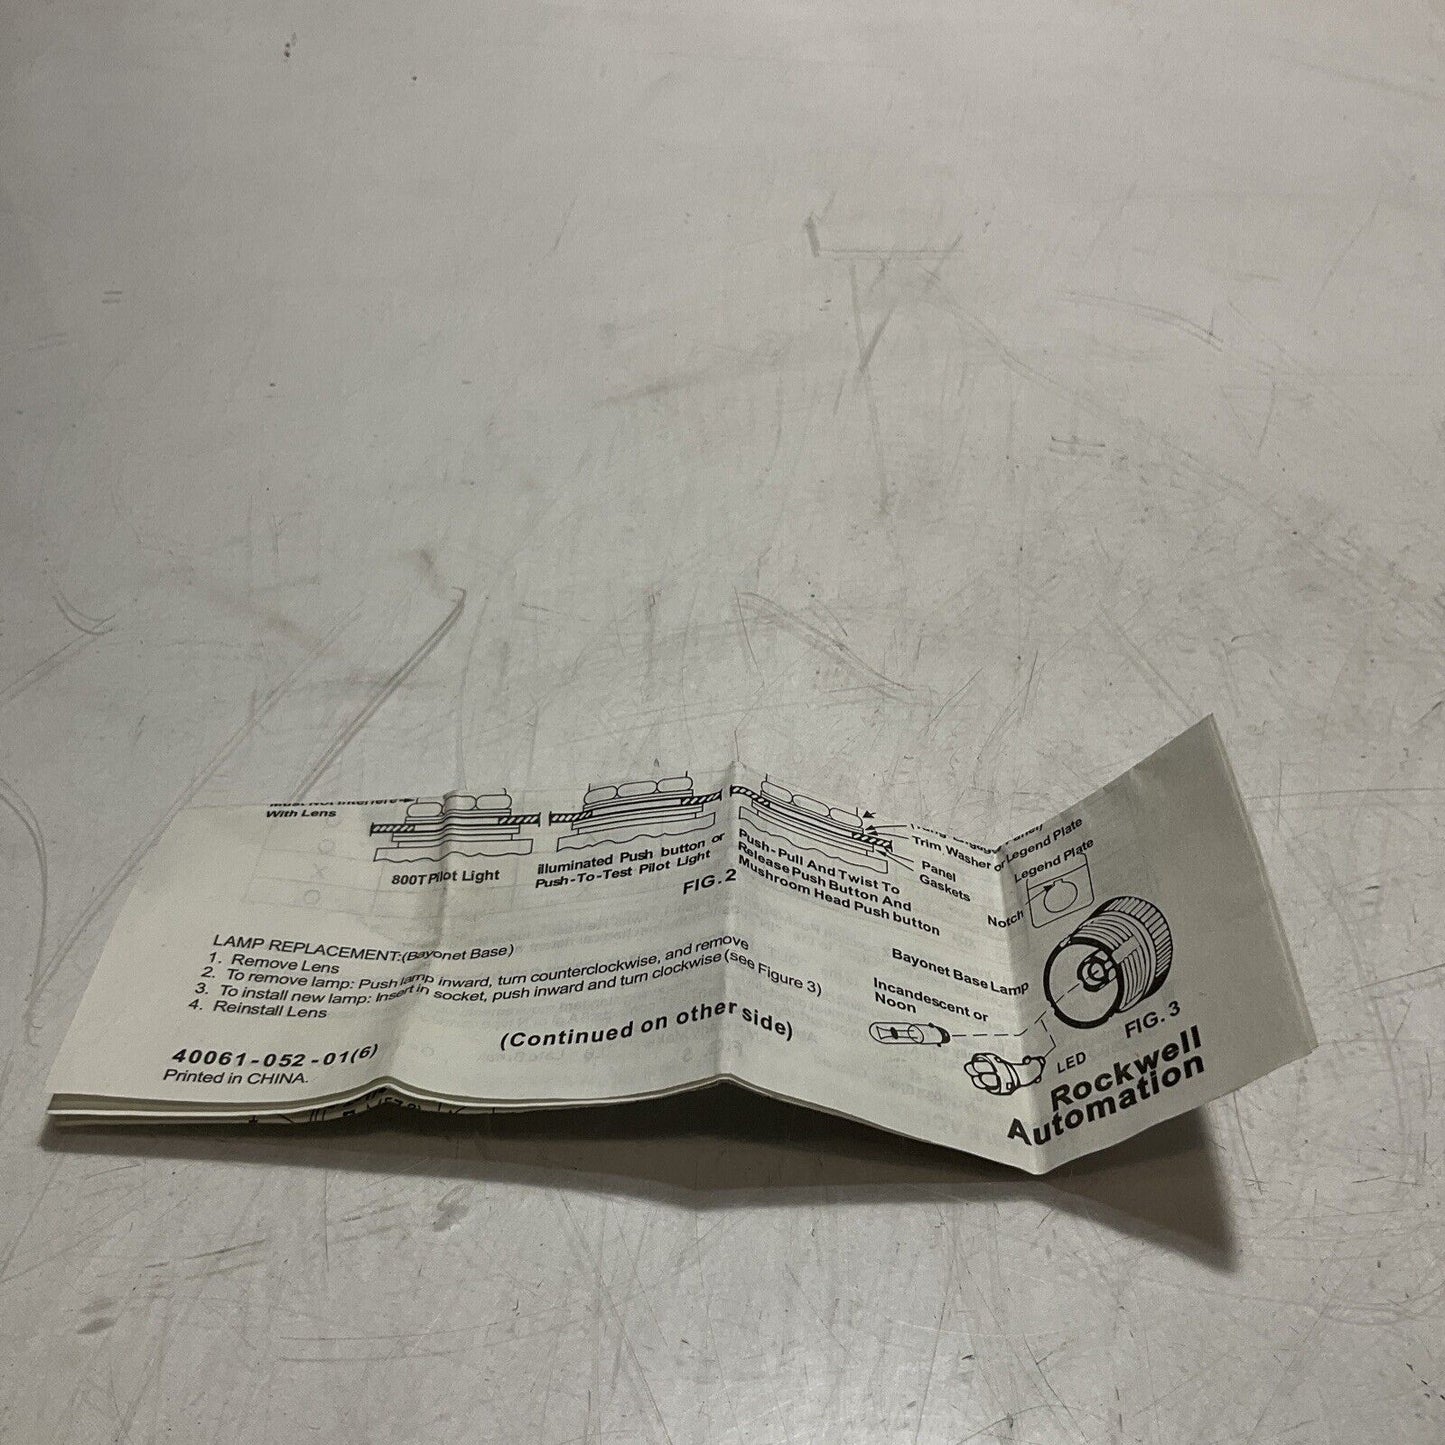 Must Not Interfere
With Lens
800T Pilot Light
illuminated Push button or
Push-To-Test Pilot Light
FIG. 2
Push-Pull And Twist To
Release Push Button And
Mushroom Head Push button
Trim Washer or Legend Plate
Panel
Gaskets
Legend Plate
Notch
LAMP REPLACEMENT:(Bayonet Base)
1. Remove Lens
2. To remove lamp: Push lamp inward, turn counterclockwise, and remove
3. To install new lamp: Insert in socket, push inward and turn clockwise (see Figure 3)
4. Reinstall Lens
(Continued on other side)
40061-052-01(6)
Printed in CHINA.
Bayonet Base Lamp
Incandescent or
Noon
LED
FIG. 3
Rockwell
Automation